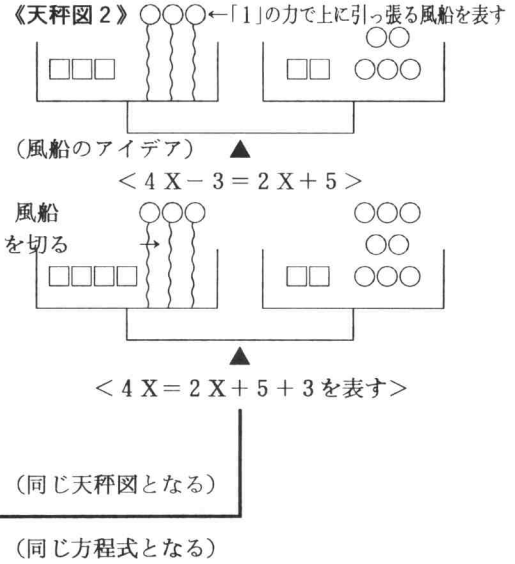 《天秤図2》 ←「1」の力で上に引っ張る風船を表す
(風船のアイデア)
<4X-3=2X+5>
風船
を切る →
<4X=2X+5+3を表す>
(同じ天秤図となる)
(同じ方程式となる)